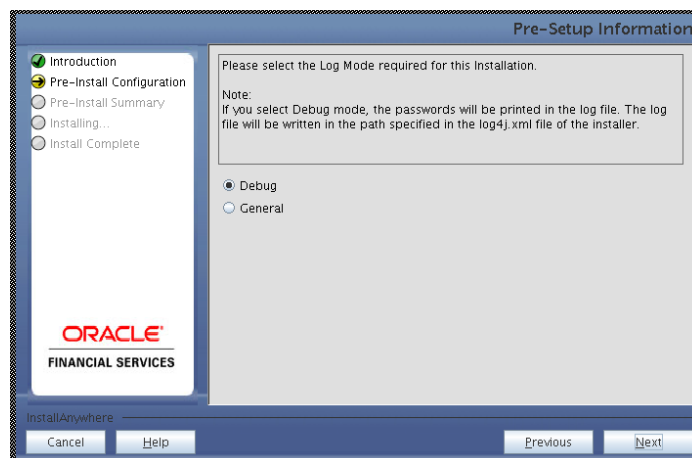 Pre-Setup Information
Introduction
Pre-Install Configuration
Pre-Install Summary
Installing...
Install Complete
Please select the Log Mode required for this Installation.
Note:
If you select Debug mode, the passwords will be printed in the log file. The log
file will be written in the path specified in the log4j.xml file of the installer.
Debug
General
ORACLE®
FINANCIAL SERVICES
InstallAnywhere
Cancel
Help
Previous
Next